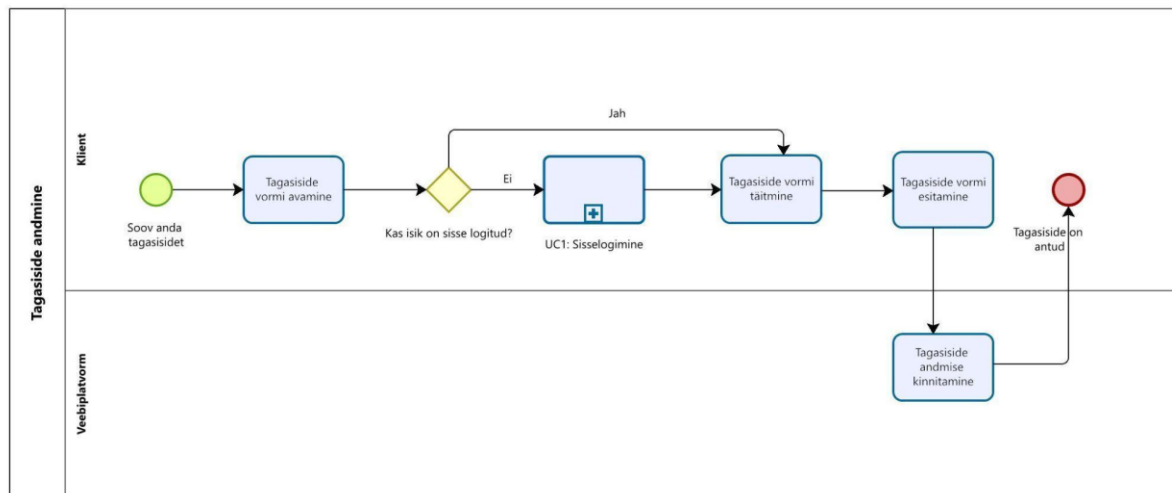 Tagasiside andmine
Klient
Soov anda
tagasisidet
Tagasiside
vormi avamine
Kas isik on sisse logitud?
Jah
Ei
UC1: Sisselogimine
Tagasiside vormi
täitmine
Tagasiside vormi
esitamine
Tagasiside on
antud
Veebiplatvorm
Tagasiside
andmise
kinnitamine